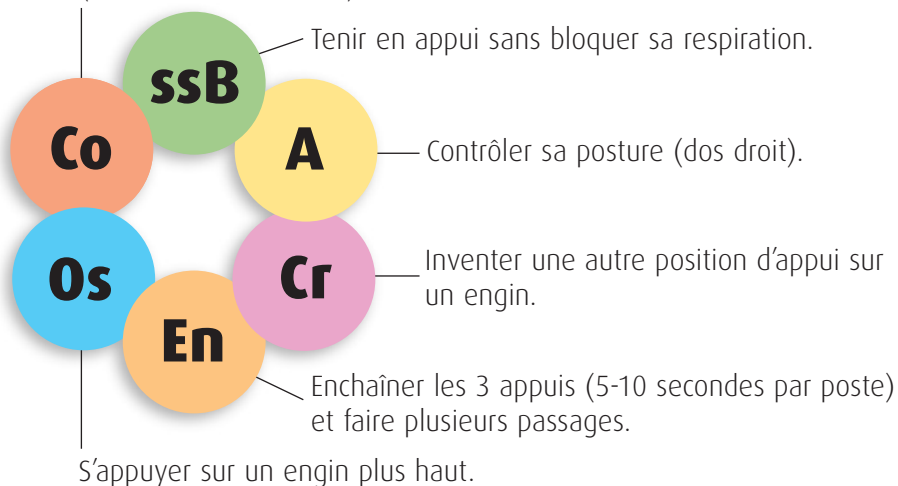 ssB
Tenir en appui sans bloquer sa respiration.
Co
A
Contrôler sa posture (dos droit).
Os
Cr
Inventer une autre position d'appui sur
un engin.
En
Enchaîner les 3 appuis (5-10 secondes par poste)
et faire plusieurs passages.
S'appuyer sur un engin plus haut.